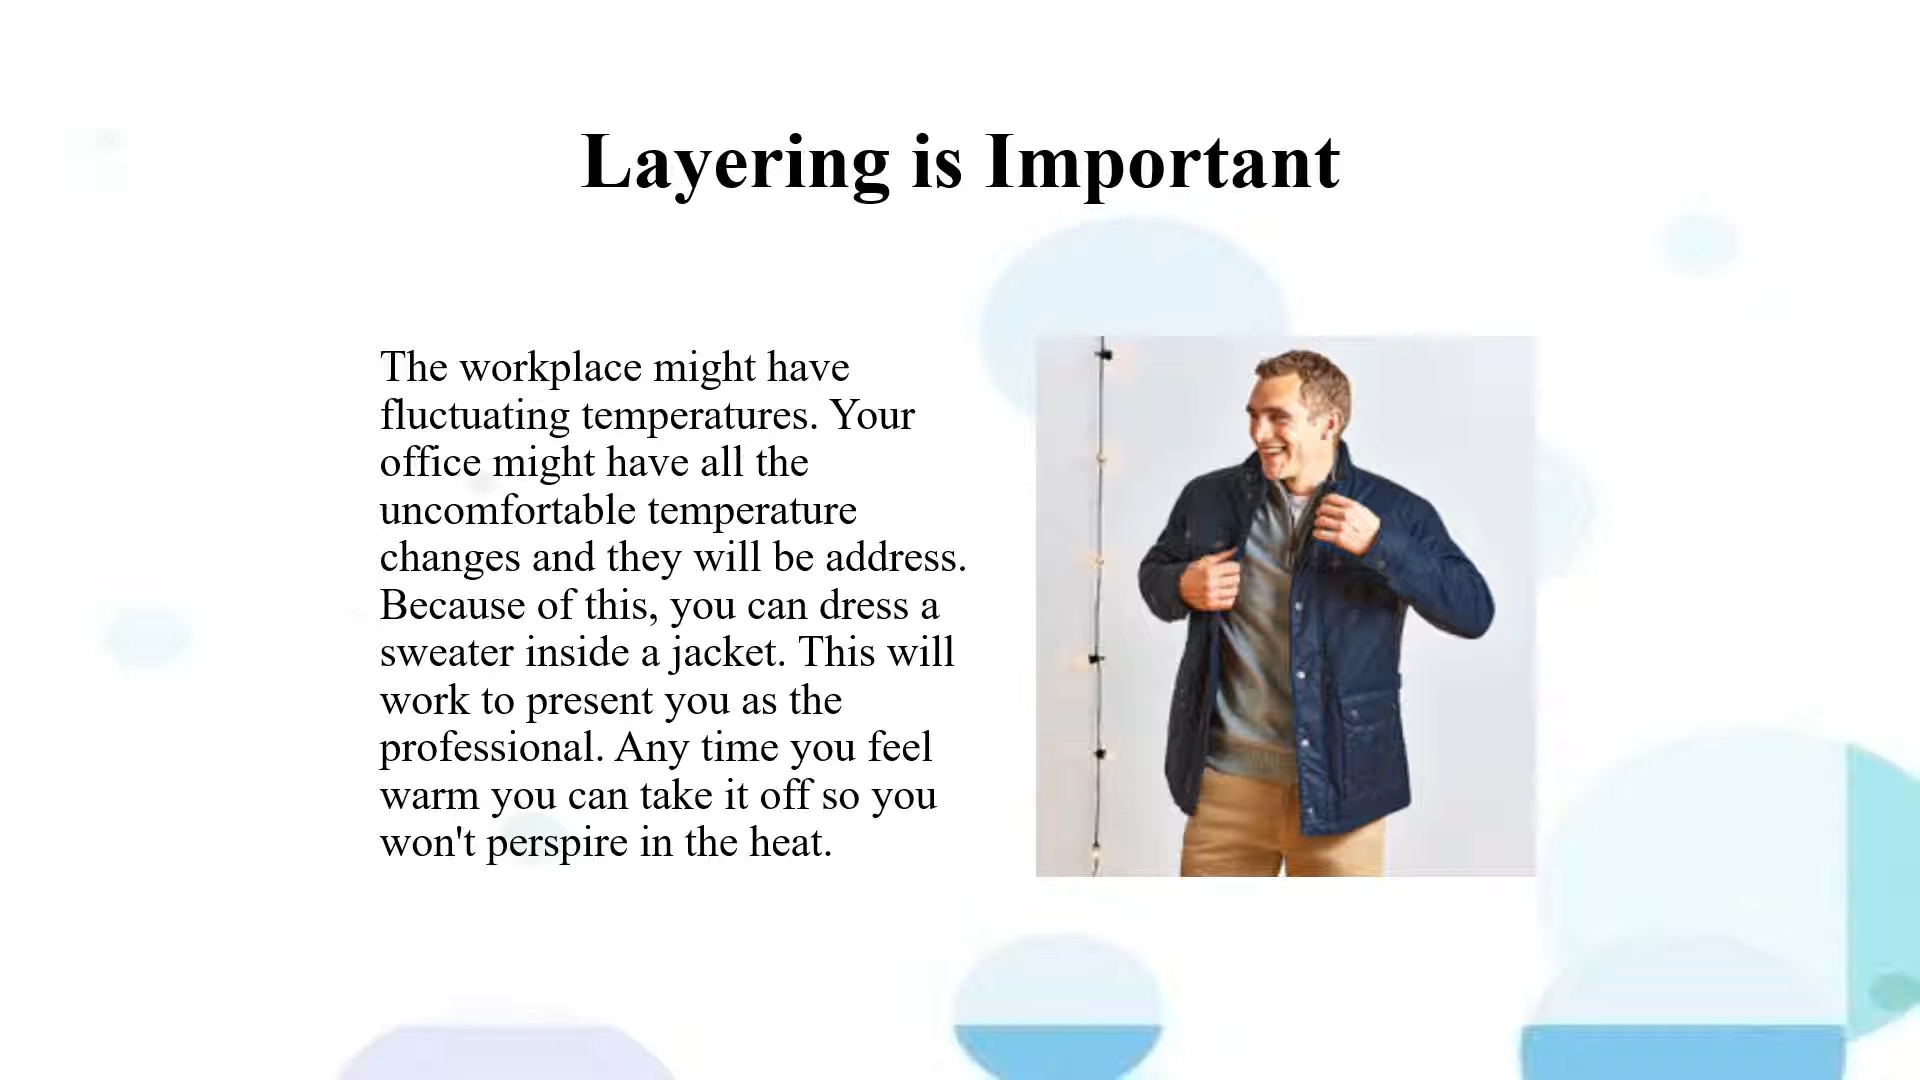 Layering is Important
The workplace might have
fluctuating temperatures. Your
office might have all the
uncomfortable temperature
changes and they will be address.
Because of this, you can dress a
sweater inside a jacket. This will
work to present you as the
professional. Any time you feel
warm you can take it off so you
won't perspire in the heat.